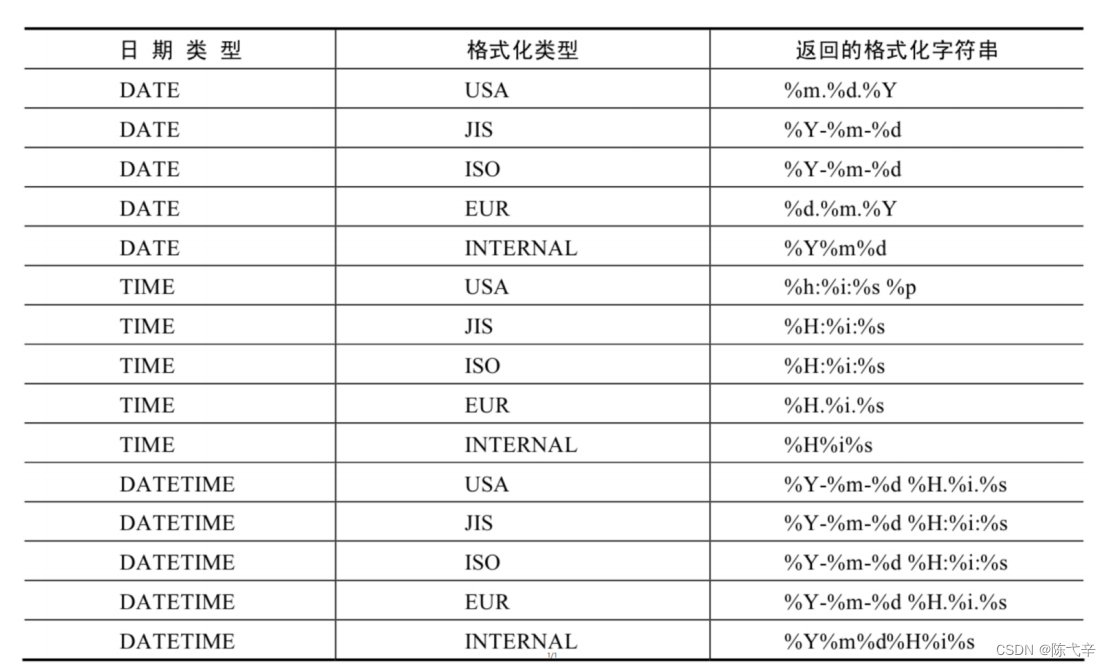 日 期 类 型 格式化类型 返回的格式化字符串
DATE USA %m.%d.%Y
DATE JIS %Y-%m-%d
DATE ISO %Y-%m-%d
DATE EUR %d.%m.%Y
DATE INTERNAL %Y%m%d
TIME USA %h:%i:%s %p
TIME JIS %H:%i:%s
TIME ISO %H:%i:%s
TIME EUR %H.%i.%s
TIME INTERNAL %H%i%s
DATETIME USA %Y-%m-%d %H.%i.%s
DATETIME JIS %Y-%m-%d %H:%i:%s
DATETIME ISO %Y-%m-%d %H:%i:%s
DATETIME EUR %Y-%m-%d %H.%i.%s
DATETIME INTERNAL %Y%m%d%H%i%s
1/1
CSDN @陈弋辛